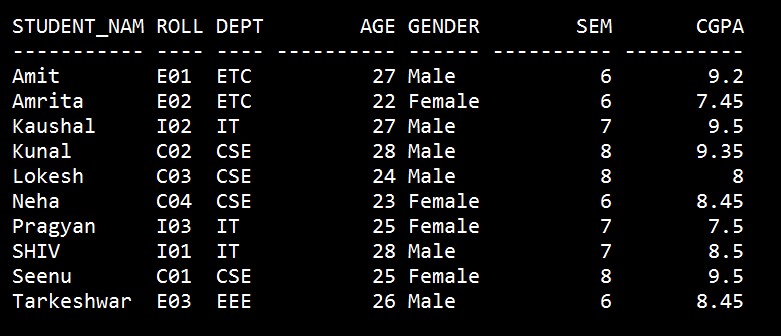 STUDENT_NAM ROLL DEPT        AGE GENDER        SEM       CGPA
----------- ---- ---- ---------- ------ ---------- ----------
Amit        E01  ETC          27 Male            6        9.2
Amrita      E02  ETC          22 Female          6       7.45
Kaushal     I02  IT           27 Male            7        9.5
Kunal       C02  CSE          28 Male            8       9.35
Lokesh      C03  CSE          24 Male            8          8
Neha        C04  CSE          23 Female          6       8.45
Pragyan     I03  IT           25 Female          7        7.5
SHIV        I01  IT           28 Male            7        8.5
Seenu       C01  CSE          25 Female          8        9.5
Tarkeshwar  E03  EEE          26 Male            6       8.45